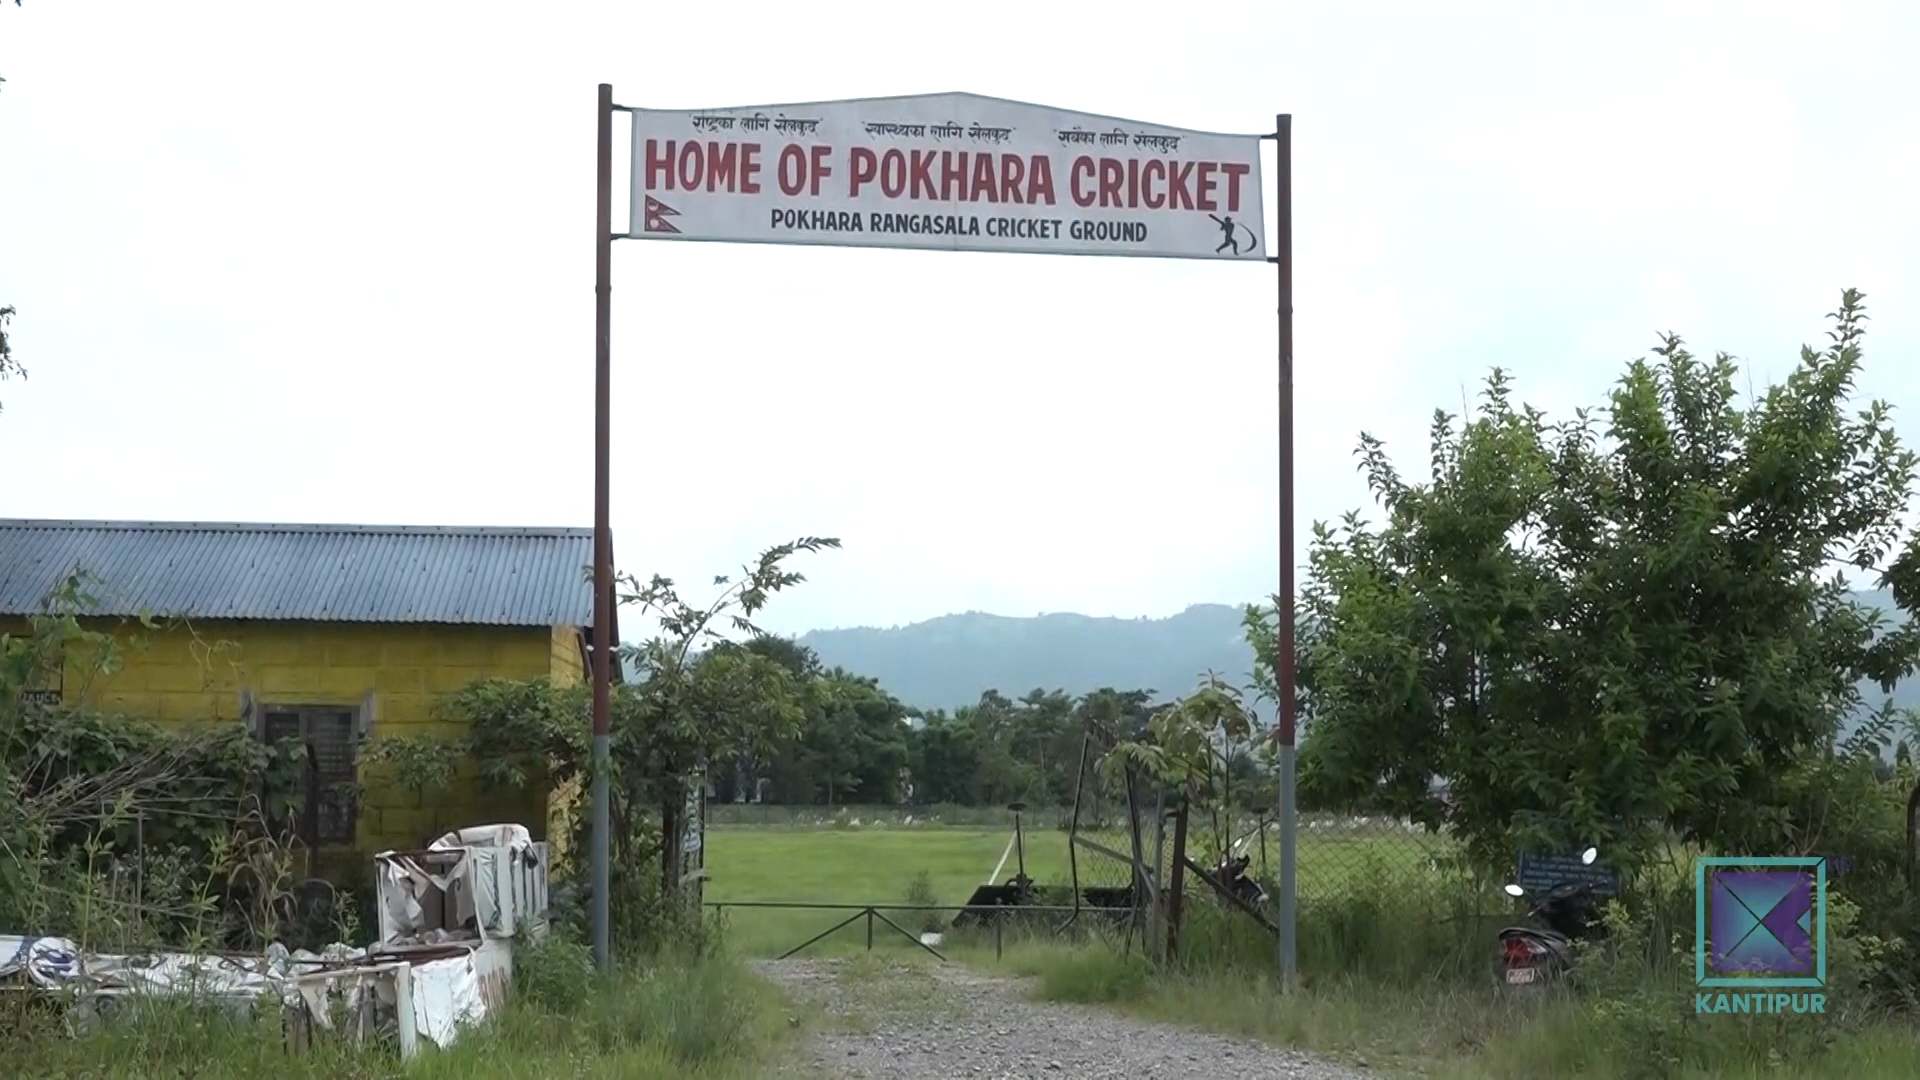 "राष्ट्रका लागि खेलकुद" "स्वास्थ्यका लागि खेलकुद" "सबैका लागि खेलकुद"
HOME OF POKHARA CRICKET
POKHARA RANGASALA CRICKET GROUND
KANTIPUR